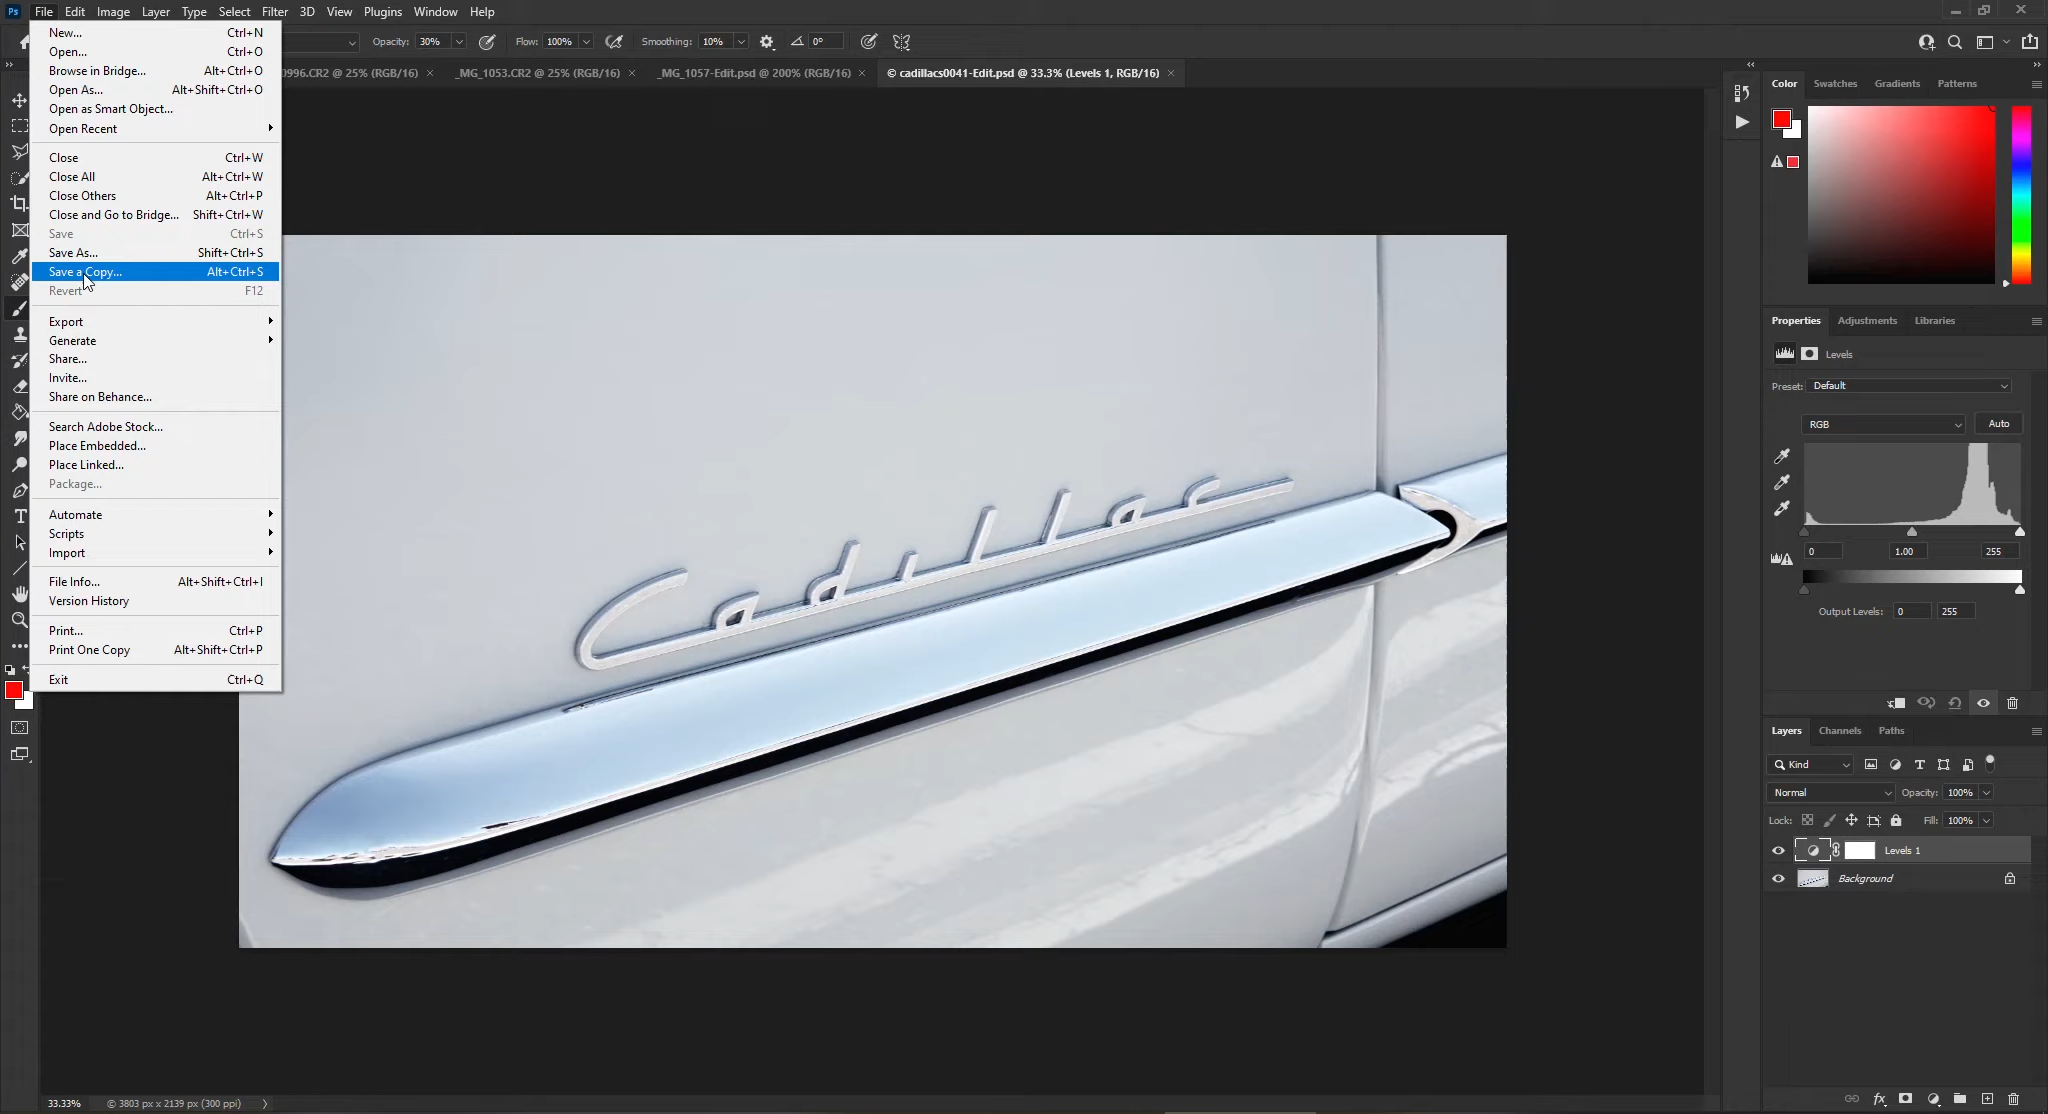 Ps File Edit Image Layer Type Select Filter 3D View Plugins Window Help
Opacity: 30% Flow: 100% Smoothing: 10% 0°
0996.CR2 @ 25% (RGB/16) × _MG_1053.CR2 @ 25% (RGB/16) × _MG_1057-Edit.psd @ 200% (RGB/16) × © cadillacs0041-Edit.psd @ 33.3% (Levels 1, RGB/16) ×
New... Ctrl+N
Open... Ctrl+O
Browse in Bridge... Alt+Ctrl+O
Open As... Alt+Shift+Ctrl+O
Open as Smart Object...
Open Recent
Close Ctrl+W
Close All Alt+Ctrl+W
Close Others Alt+Ctrl+P
Close and Go to Bridge... Shift+Ctrl+W
Save Ctrl+S
Save As... Shift+Ctrl+S
Save a Copy... Alt+Ctrl+S
Revert F12
Export
Generate
Share...
Invite...
Share on Behance...
Search Adobe Stock...
Place Embedded...
Place Linked...
Package...
Automate
Scripts
Import
File Info... Alt+Shift+Ctrl+I
Version History
Print... Ctrl+P
Print One Copy Alt+Shift+Ctrl+P
Exit Ctrl+Q
Cadillac
Color Swatches Gradients Patterns
Properties Adjustments Libraries
Levels
Preset: Default
RGB Auto
0 1.00 255
Output Levels: 0 255
Layers Channels Paths
Kind
Normal Opacity: 100%
Lock: Fill: 100%
Levels 1
Background
33.33% © 3803 px x 2139 px (300 ppi)